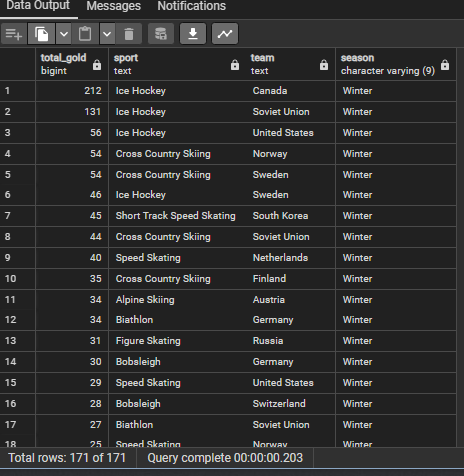 Data Output Messages Notifications
total_gold sport team season
bigint text text character varying (9)
1 212 Ice Hockey Canada Winter
2 131 Ice Hockey Soviet Union Winter
3 56 Ice Hockey United States Winter
4 54 Cross Country Skiing Norway Winter
5 54 Cross Country Skiing Sweden Winter
6 46 Ice Hockey Sweden Winter
7 45 Short Track Speed Skating South Korea Winter
8 44 Cross Country Skiing Soviet Union Winter
9 40 Speed Skating Netherlands Winter
10 35 Cross Country Skiing Finland Winter
11 34 Alpine Skiing Austria Winter
12 34 Biathlon Germany Winter
13 31 Figure Skating Russia Winter
14 30 Bobsleigh Germany Winter
15 29 Speed Skating United States Winter
16 28 Bobsleigh Switzerland Winter
17 27 Biathlon Soviet Union Winter
18 25 Speed Skating Norway Winter
Total rows: 171 of 171 Query complete 00:00:00.203